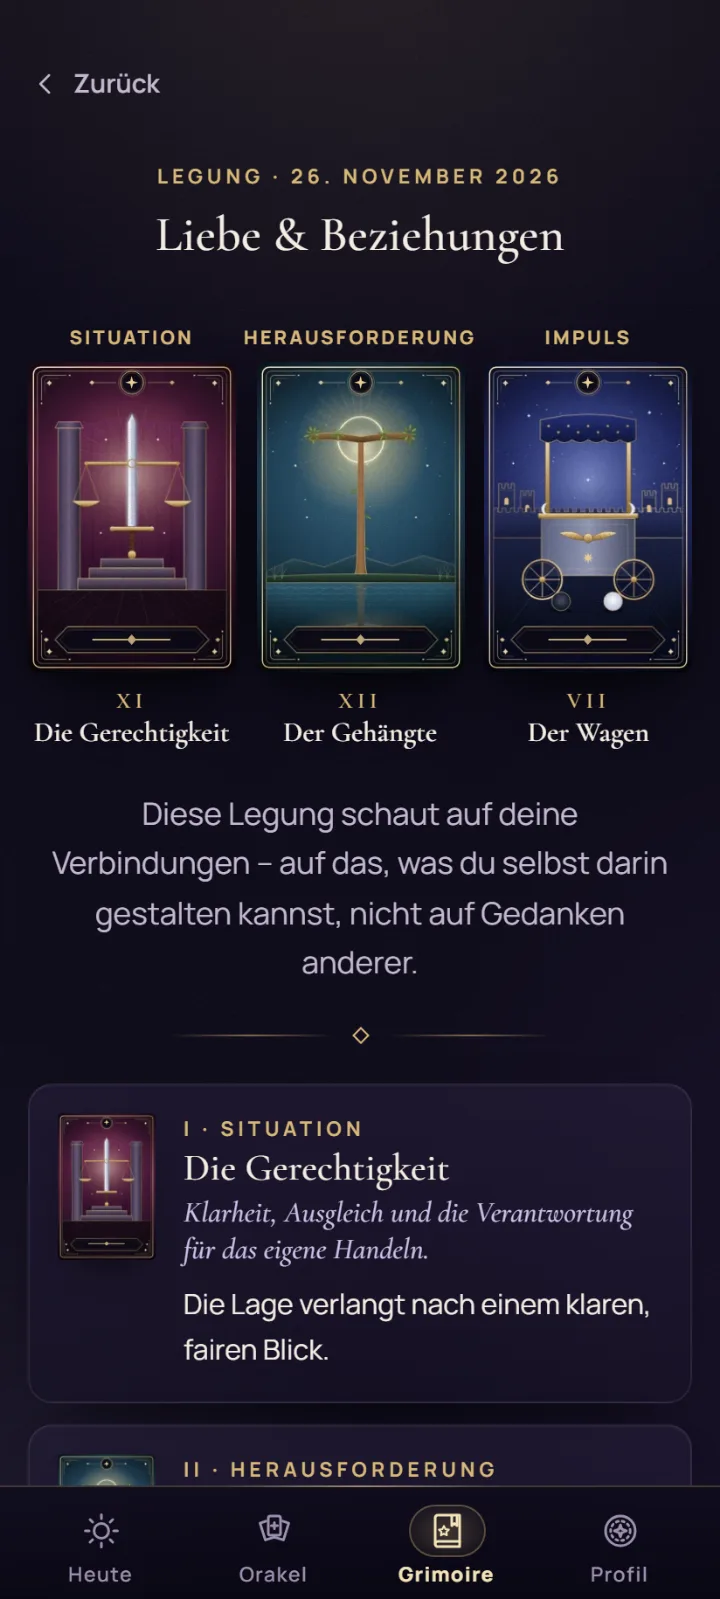 Zurück
LEGUNG · 26. NOVEMBER 2026
Liebe & Beziehungen
SITUATION
HERAUSFORDERUNG
IMPULS
XI
Die Gerechtigkeit
XII
Der Gehängte
VII
Der Wagen
Diese Legung schaut auf deine
Verbindungen – auf das, was du selbst darin
gestalten kannst, nicht auf Gedanken
anderer.
I · SITUATION
Die Gerechtigkeit
Klarheit, Ausgleich und die Verantwortung
für das eigene Handeln.
Die Lage verlangt nach einem klaren,
fairen Blick.
II · HERAUSFORDERUNG
Heute
Orakel
Grimoire
Profil